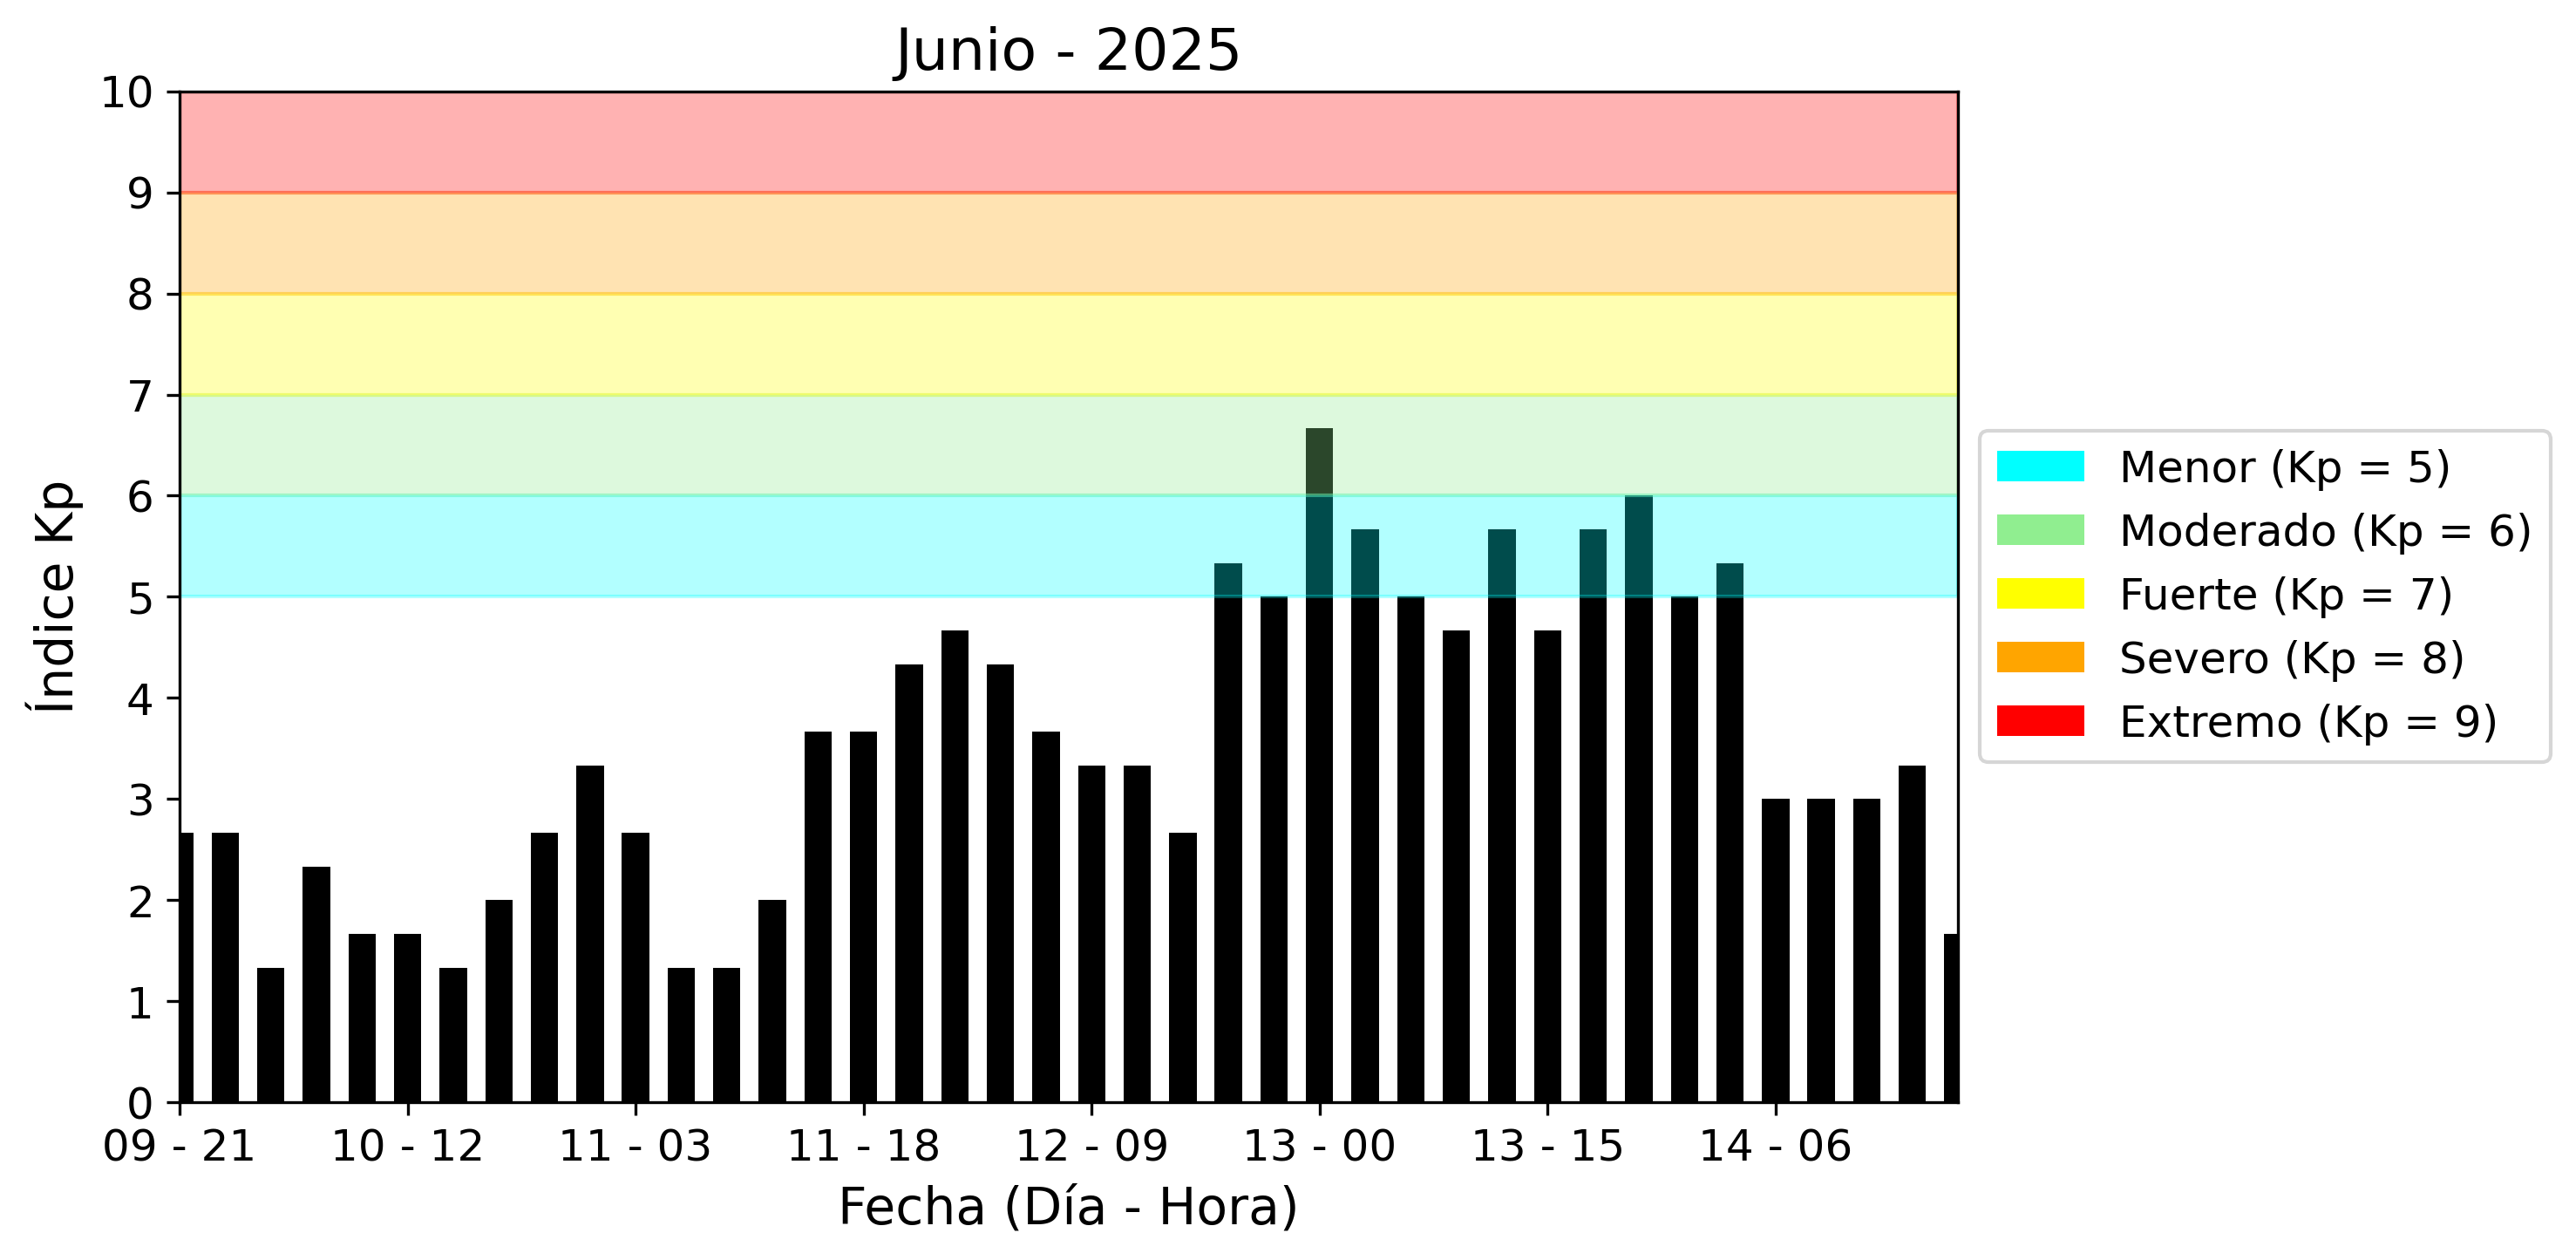 Junio - 2025
10
9
8
7
6
5
4
3
2
1
0
Índice Kp
09 - 21
10 - 12
11 - 03
11 - 18
12 - 09
13 - 00
13 - 15
14 - 06
Fecha (Día - Hora)
Menor (Kp = 5)
Moderado (Kp = 6)
Fuerte (Kp = 7)
Severo (Kp = 8)
Extremo (Kp = 9)